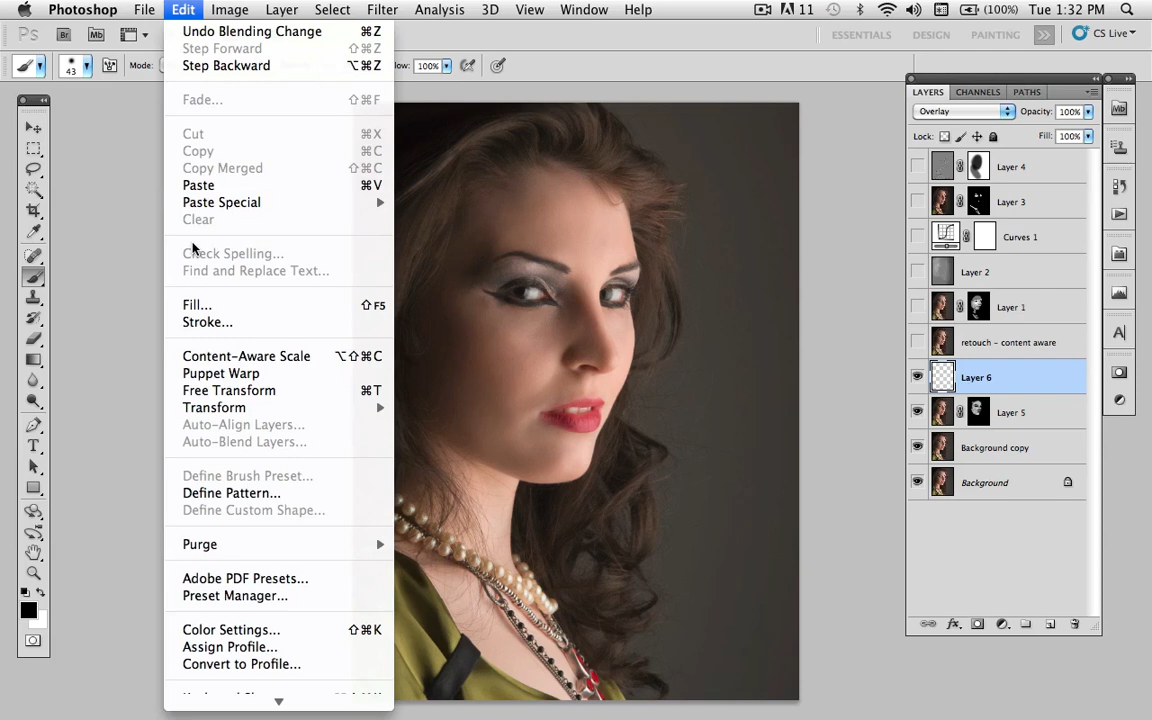 Photoshop File Edit Image Layer Select Filter Analysis 3D View Window Help 11 (100%) Tue 1:32 PM
Ps Br Mb ESSENTIALS DESIGN PAINTING CS Live
43 Mode: 100%
Undo Blending Change ⌘Z
Step Forward ⇧⌘Z
Step Backward ⌥⌘Z
Fade... ⇧⌘F
Cut ⌘X
Copy ⌘C
Copy Merged ⇧⌘C
Paste ⌘V
Paste Special
Clear
Check Spelling...
Find and Replace Text...
Fill... ⇧F5
Stroke...
Content-Aware Scale ⌥⇧⌘C
Puppet Warp
Free Transform ⌘T
Transform
Auto-Align Layers...
Auto-Blend Layers...
Define Brush Preset...
Define Pattern...
Define Custom Shape...
Purge
Adobe PDF Presets...
Preset Manager...
Color Settings... ⇧⌘K
Assign Profile...
Convert to Profile...
LAYERS CHANNELS PATHS
Overlay Opacity: 100%
Lock: Fill: 100%
Layer 4
Layer 3
Curves 1
Layer 2
Layer 1
retouch - content aware
Layer 6
Layer 5
Background copy
Background